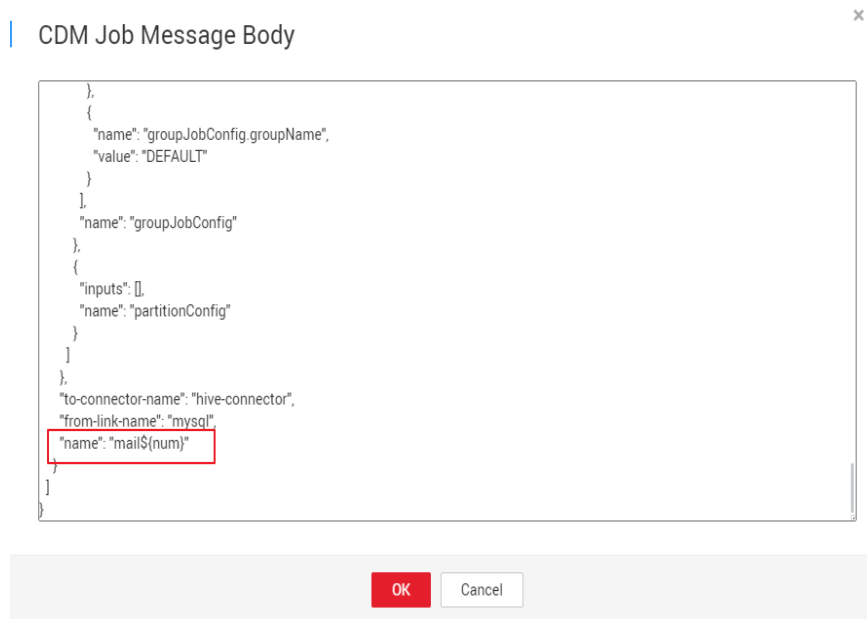 ×
CDM Job Message Body
},
{
"name": "groupJobConfig.groupName",
"value": "DEFAULT"
}
],
"name": "groupJobConfig"
},
{
"inputs": [],
"name": "partitionConfig"
}
]
},
"to-connector-name": "hive-connector",
"from-link-name": "mysql",
"name": "mail${num}"
}
]
}
OK Cancel